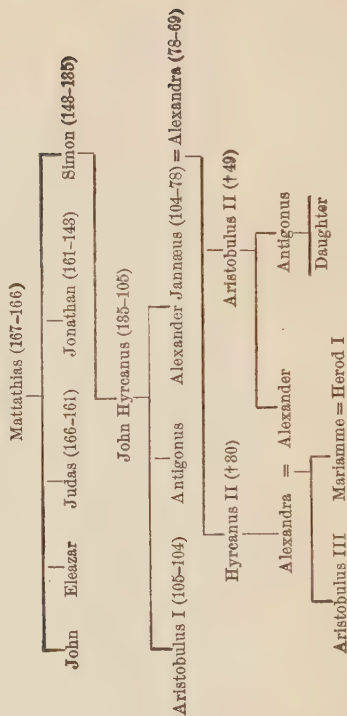 Mattathias (167–166)
John Eleazar Judas (166–161) Jonathan (161–143) Simon (143–135)
John Hyrcanus (135–105)
Aristobulus I (105–104) Antigonus Alexander Jannæus (104–78) = Alexandra (78–69)
Hyrcanus II (†30) Aristobulus II (†49)
Alexandra = Alexander Antigonus
Aristobulus III Mariamme = Herod I Daughter